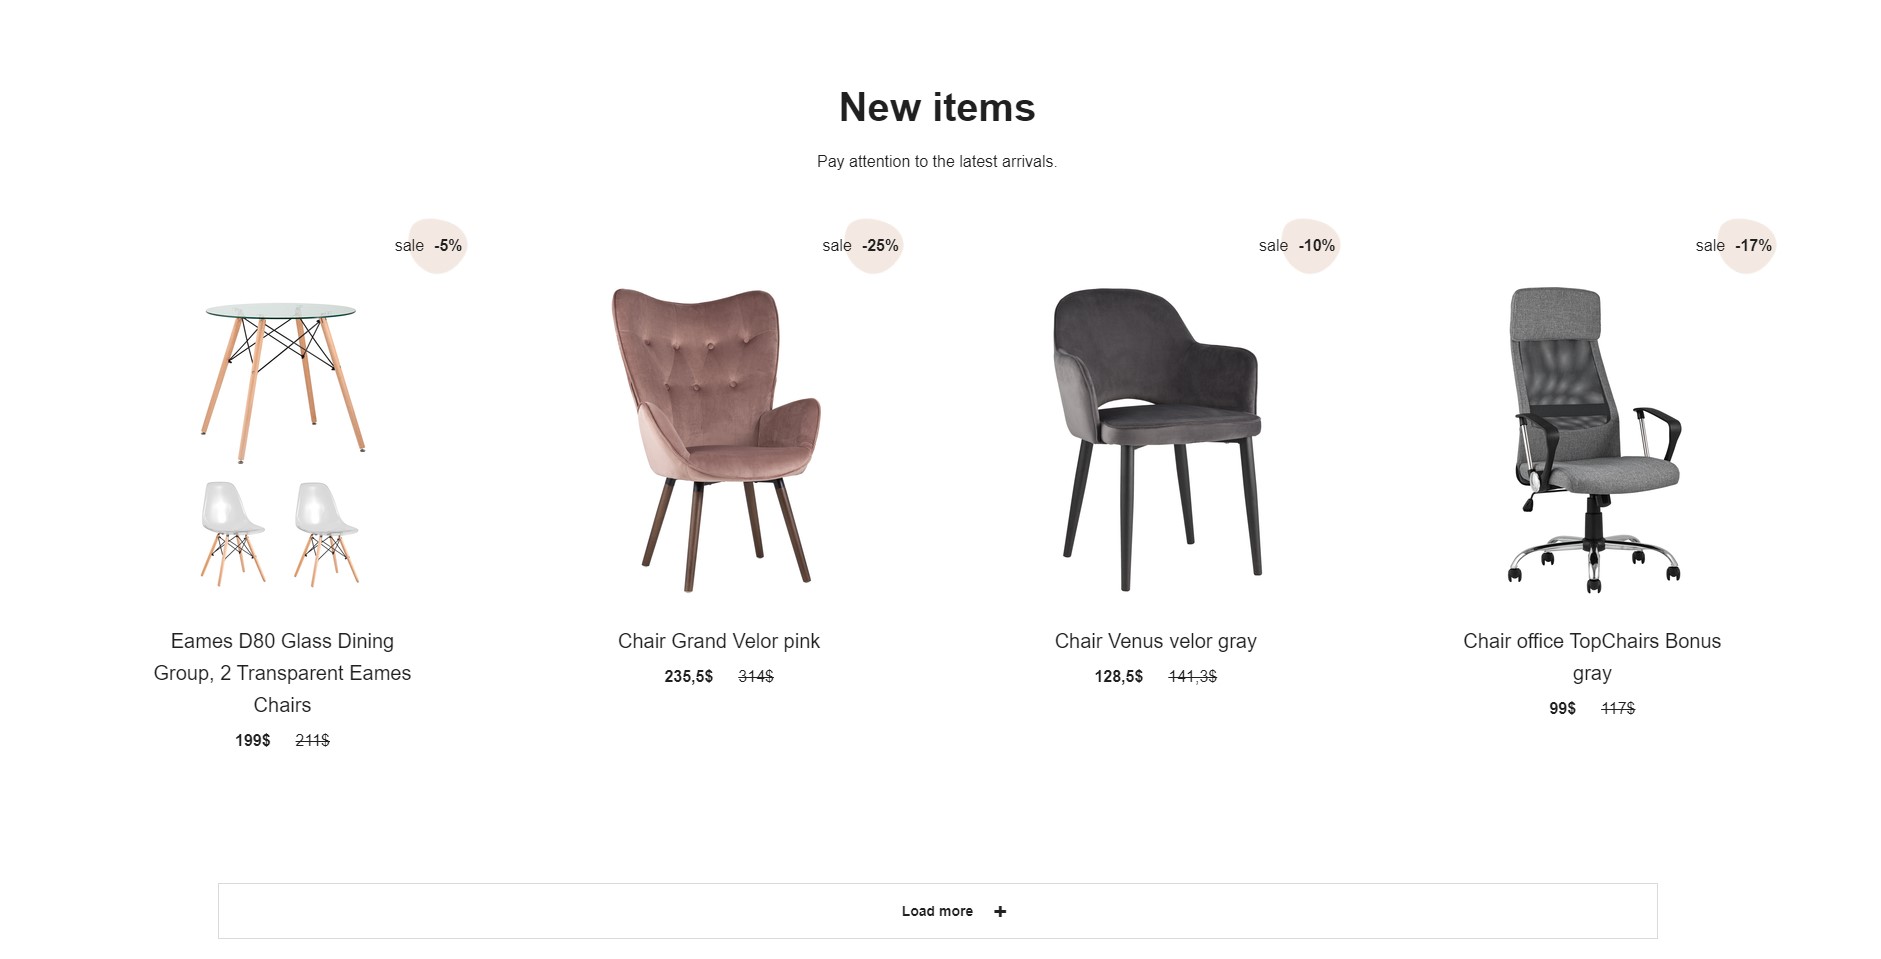 New items
Pay attention to the latest arrivals.
sale -5%
sale -25%
sale -10%
sale -17%
Eames D80 Glass Dining
Group, 2 Transparent Eames
Chairs
199$ 211$
Chair Grand Velor pink
235,5$ 314$
Chair Venus velor gray
128,5$ 141,3$
Chair office TopChairs Bonus
gray
99$ 117$
Load more +